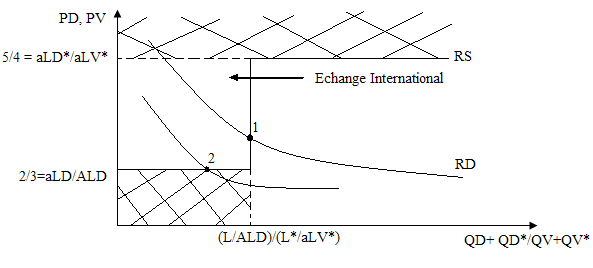 PD, PV
5/4 = aLD*/aLV*
RS
Echange International
1
2
RD
2/3=aLD/ALD
(L/ALD)/(L*/aLV*)
QD+ QD*/QV+QV*